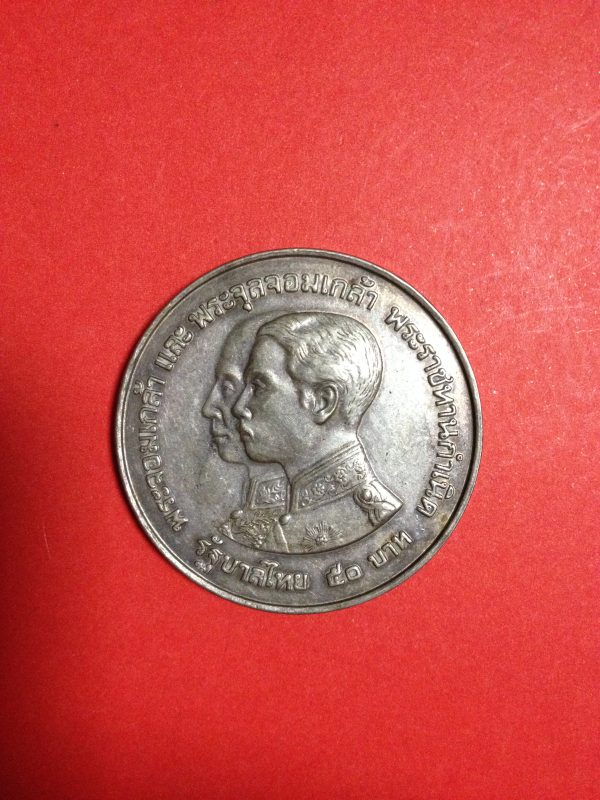 พระจอมเกล้า และ พระจุลจอมเกล้า พระราชทานกำเนิด
รัฐบาลไทย ๕๐ บาท